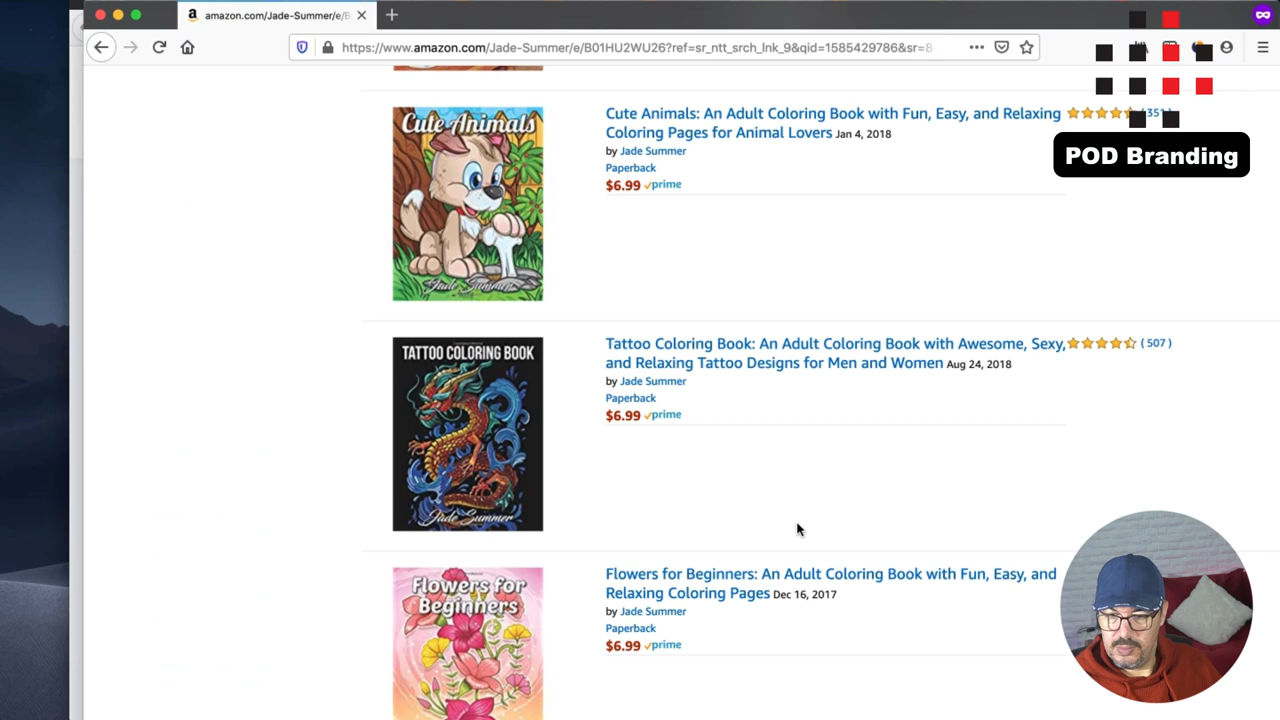 amazon.com/Jade-Summer/e/B
https://www.amazon.com/Jade-Summer/e/B01HU2WU26?ref=sr_ntt_srch_lnk_9&qid=1585429786&sr=8
POD Branding
Cute Animals
Jade Summer
Cute Animals: An Adult Coloring Book with Fun, Easy, and Relaxing
Coloring Pages for Animal Lovers Jan 4, 2018
by Jade Summer
Paperback
$6.99 prime
(351)
TATTOO COLORING BOOK
Jade Summer
Tattoo Coloring Book: An Adult Coloring Book with Awesome, Sexy,
and Relaxing Tattoo Designs for Men and Women Aug 24, 2018
by Jade Summer
Paperback
$6.99 prime
(507)
Flowers for
Beginners
Flowers for Beginners: An Adult Coloring Book with Fun, Easy, and
Relaxing Coloring Pages Dec 16, 2017
by Jade Summer
Paperback
$6.99 prime